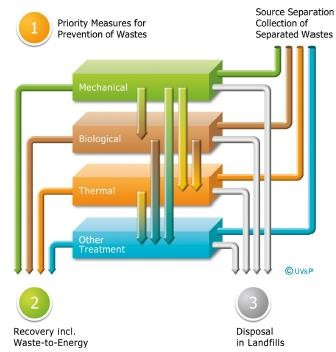 1
Priority Measures for
Prevention of Wastes
Source Separation
Collection of
Separated Wastes
Mechanical
Biological
Thermal
Other
Treatment
© UV&P
2
Recovery incl.
Waste-to-Energy
3
Disposal
in Landfills